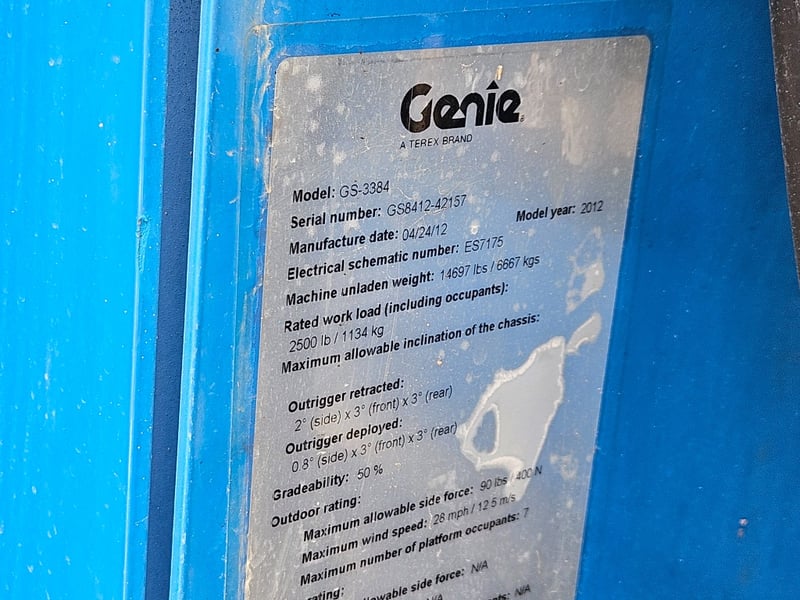 Genie
A TEREX BRAND
Model: GS-3384
Serial number: GS8412-42157
Manufacture date: 04/24/12 Model year: 2012
Electrical schematic number: ES7175
Machine unladen weight: 14697 lbs / 6667 kgs
Rated work load (including occupants):
2500 lb / 1134 kg
Maximum allowable inclination of the chassis:
Outrigger retracted:
2° (side) x 3° (front) x 3° (rear)
Outrigger deployed:
0.8° (side) x 3° (front) x 3° (rear)
Gradeability: 50 %
Outdoor rating:
Maximum allowable side force: 90 lbs / 400 N
Maximum wind speed: 28 mph / 12.5 m/s
Maximum number of platform occupants: 7
rating:
allowable side force: N/A
N/A
N/A